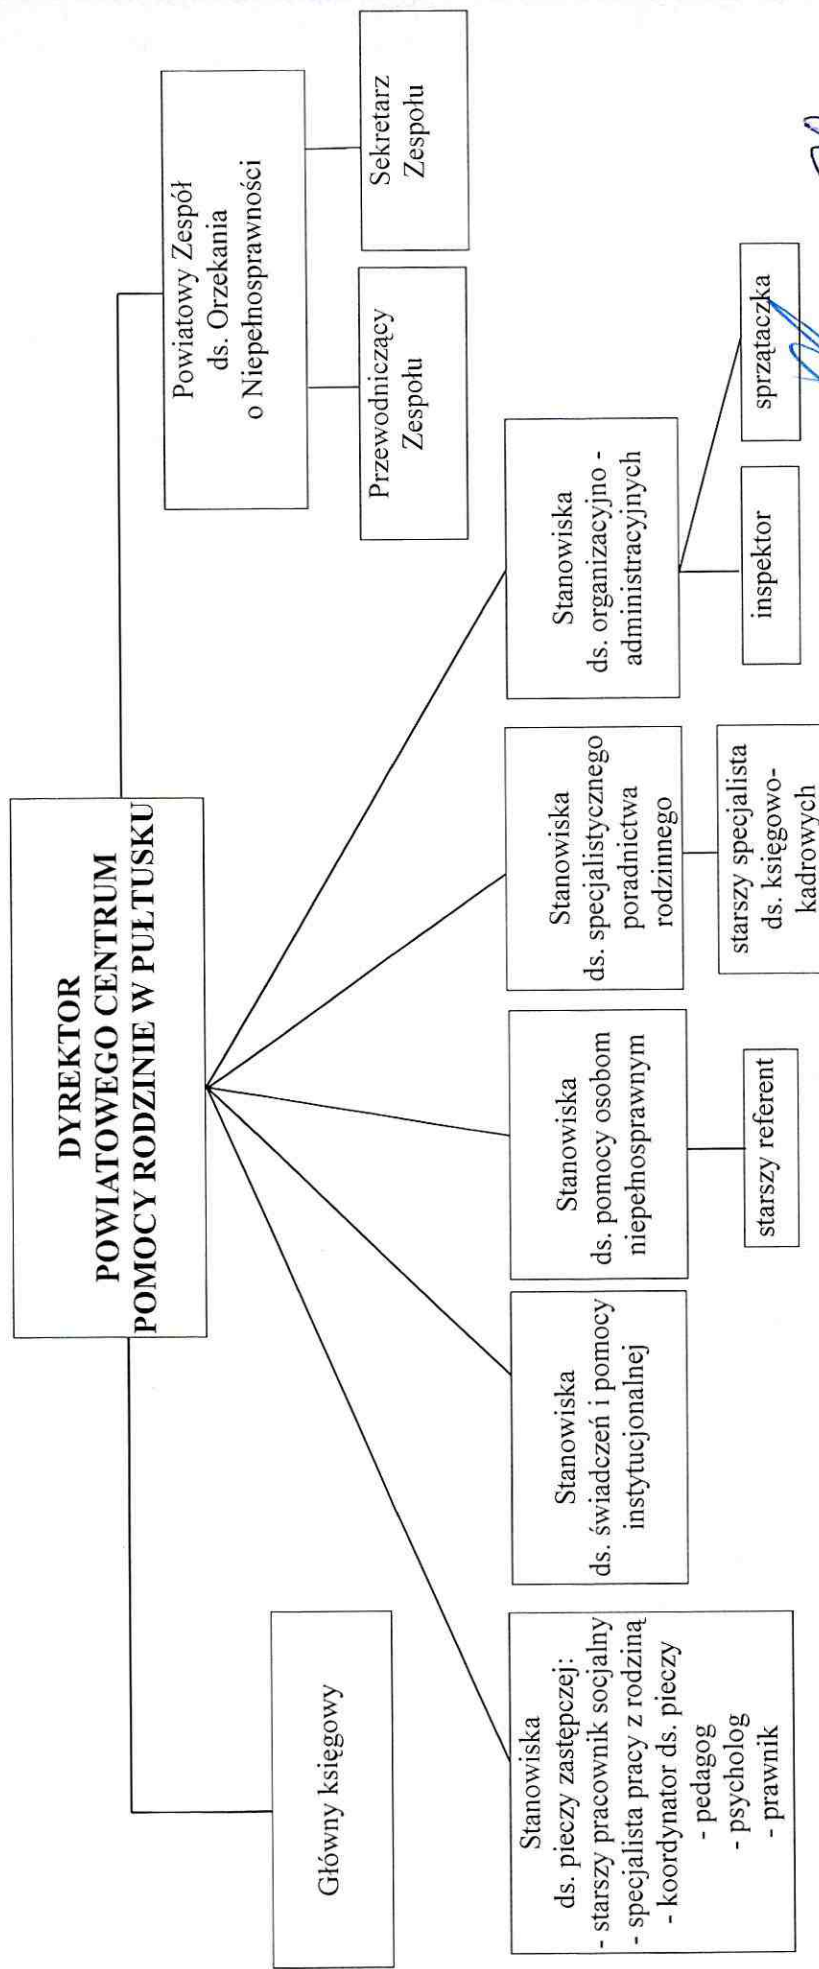 DYREKTOR
POWIATOWEGO CENTRUM
POMOCY RODZINIE W PUŁTUSKU
Główny księgowy
Powiatowy Zespół
ds. Orzekania
o Niepełnosprawności
Przewodniczący
Zespołu
Sekretarz
Zespołu
Stanowiska
ds. pieczy zastępczej:
- starszy pracownik socjalny
- specjalista pracy z rodziną
- koordynator ds. pieczy
- pedagog
- psycholog
- prawnik
Stanowiska
ds. świadczeń i pomocy
instytucjonalnej
Stanowiska
ds. pomocy osobom
niepełnosprawnym
starszy referent
Stanowiska
ds. specjalistycznego
poradnictwa
rodzinnego
starszy specjalista
ds. księgowo-
kadrowych
Stanowiska
ds. organizacyjno -
administracyjnych
inspektor
sprzątaczka